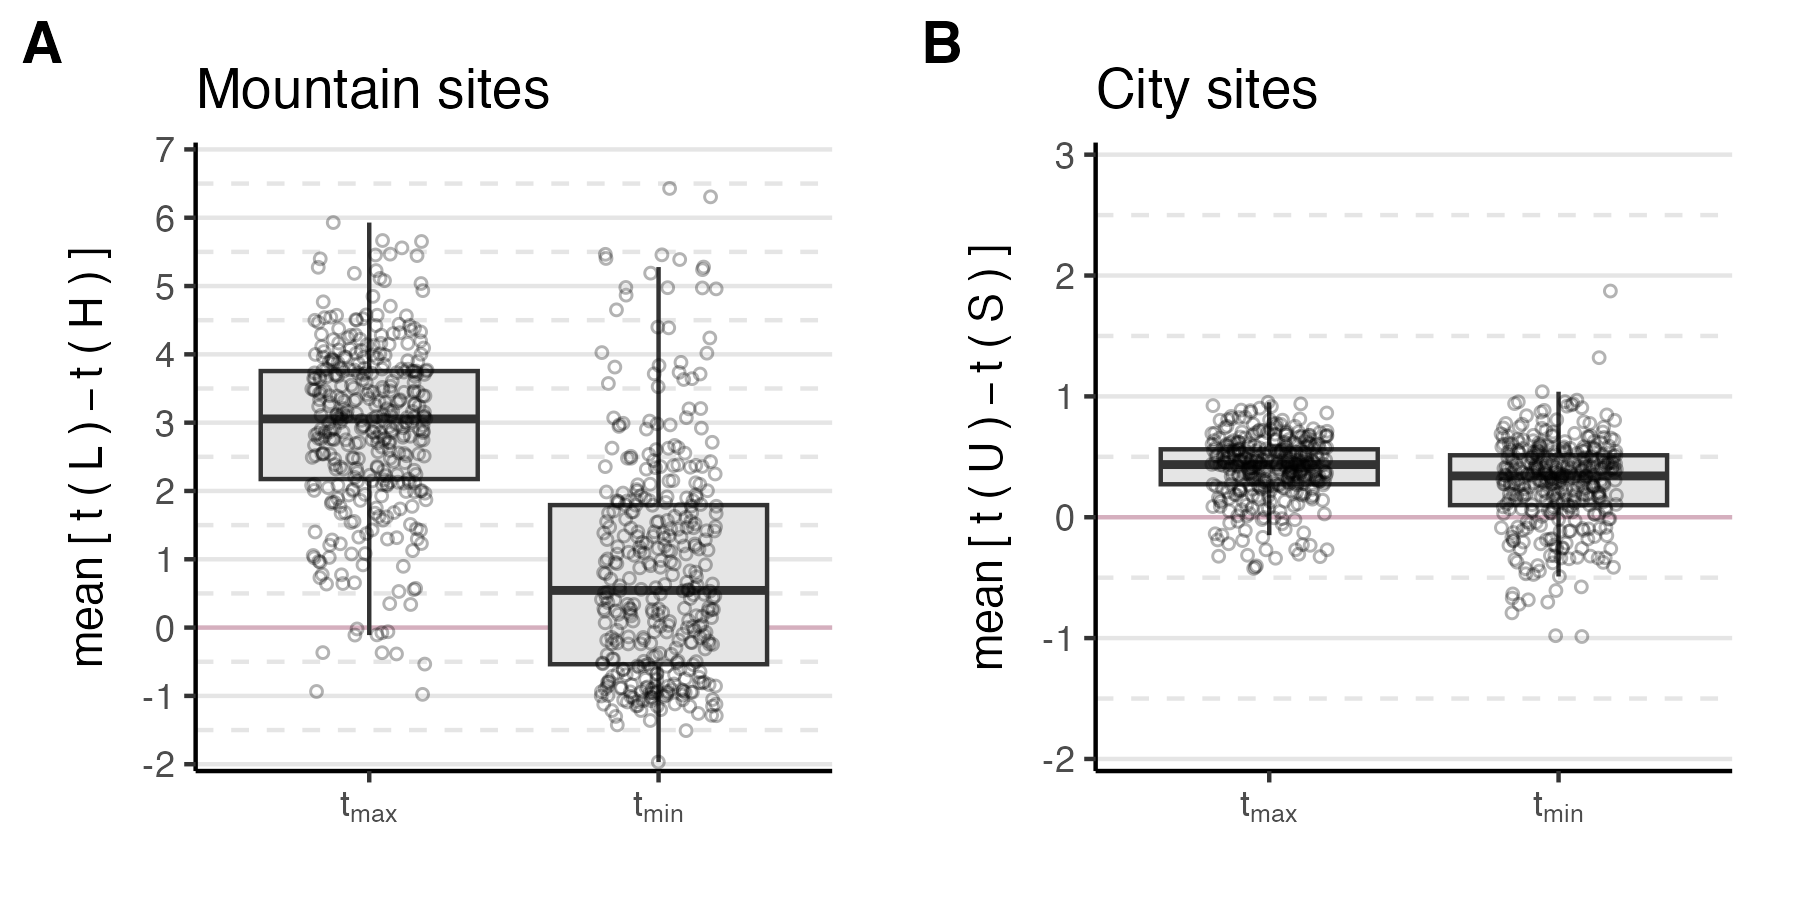 A
Mountain sites
mean [ t ( L ) – t ( H ) ]
7
6
5
4
3
2
1
0
-1
-2
tmax
tmin
B
City sites
mean [ t ( U ) – t ( S ) ]
3
2
1
0
-1
-2
tmax
tmin